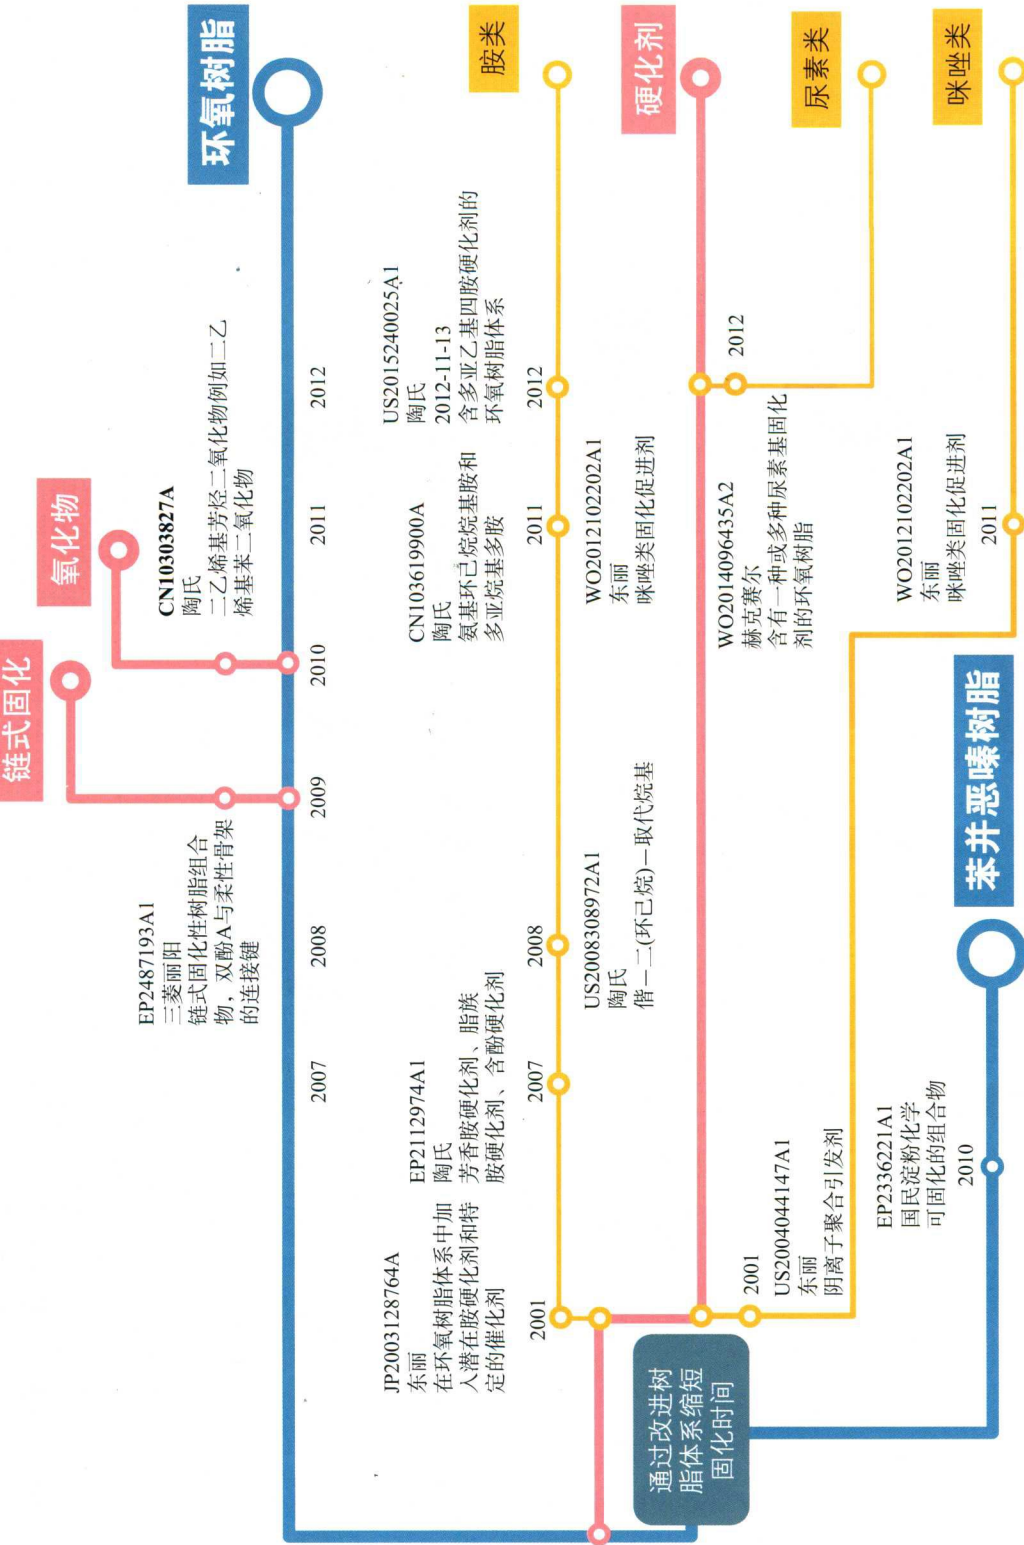 链式固化
氧化物
环氧树脂
EP2487193A1
三菱丽阳
链式固化性树脂组合
物，双酚A与柔性骨架
的连接键
CN10303827A
陶氏
二乙烯基芳烃二氧化物例如二乙
烯基苯二氧化物
2007
2008
2009
2010
2011
2012
胺类
JP2003128764A
东丽
在环氧树脂体系中加
入潜在胺硬化剂和特
定的催化剂
EP2112974A1
陶氏
芳香胺硬化剂、脂肪族
胺硬化剂、含酚硬化剂
CN103619900A
陶氏
氨基环己烷烷基胺和
多亚烷基多胺
US2015240025A1
陶氏
2012-11-13
含多亚乙基四胺硬化剂的
环氧树脂体系
2001
2007
2008
2011
2012
US2008308972A1
陶氏
偕－二(环己烷)－取代烷基
WO2012102202A1
东丽
咪唑类固化促进剂
硬化剂
通过改进树
脂体系缩短
固化时间
2001
US2004044147A1
东丽
阴离子聚合引发剂
2012
WO2014096435A2
赫克赛尔
含有一种或多种尿素基固化
剂的环氧树脂
尿素类
WO2012102202A1
东丽
咪唑类固化促进剂
2011
咪唑类
EP2336221A1
国民淀粉化学
可固化的组合物
2010
苯并恶嗪树脂